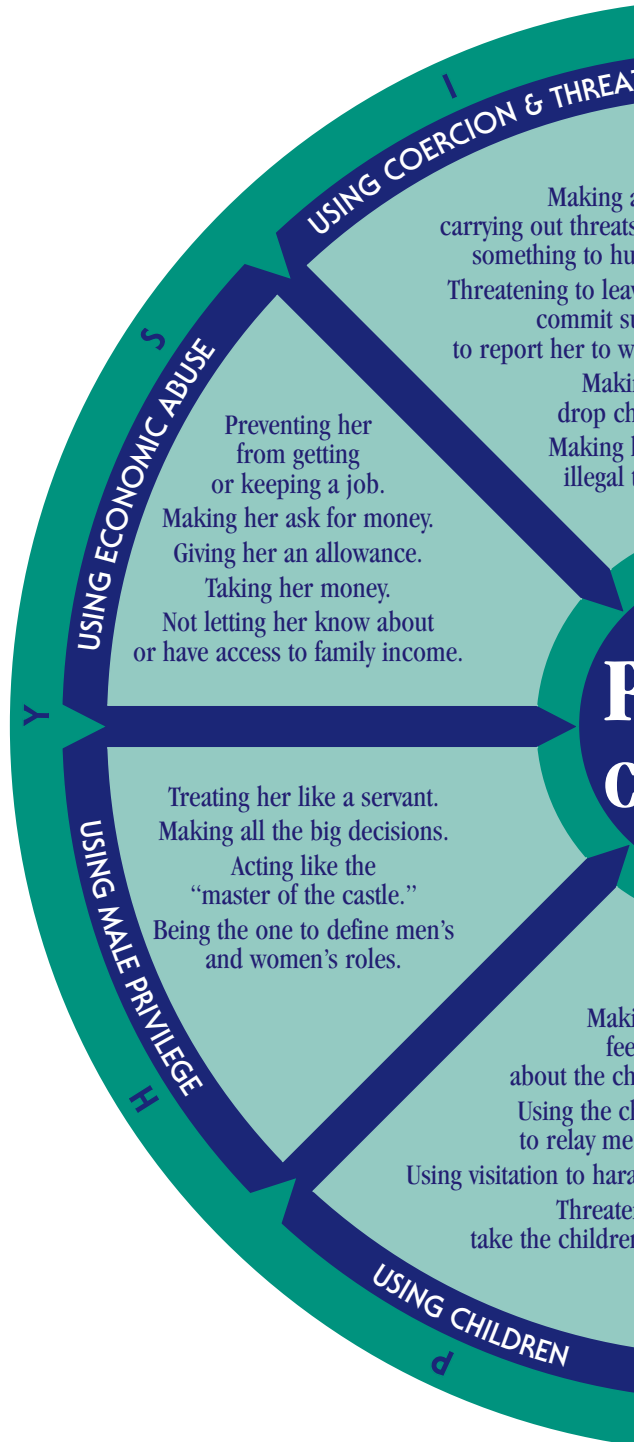 I
USING COERCION & THREA
Making
carrying out threats
something to hu
Threatening to leav
commit su
to report her to w
Makin
drop ch
Making
illegal
S
USING ECONOMIC ABUSE
Preventing her
from getting
or keeping a job.
Making her ask for money.
Giving her an allowance.
Taking her money.
Not letting her know about
or have access to family income.
Y
P
C
USING MALE PRIVILEGE
Treating her like a servant.
Making all the big decisions.
Acting like the
“master of the castle.”
Being the one to define men’s
and women’s roles.
H
Maki
fee
about the ch
Using the cl
to relay me
Using visitation to hara
Threate
take the children
USING CHILDREN
P